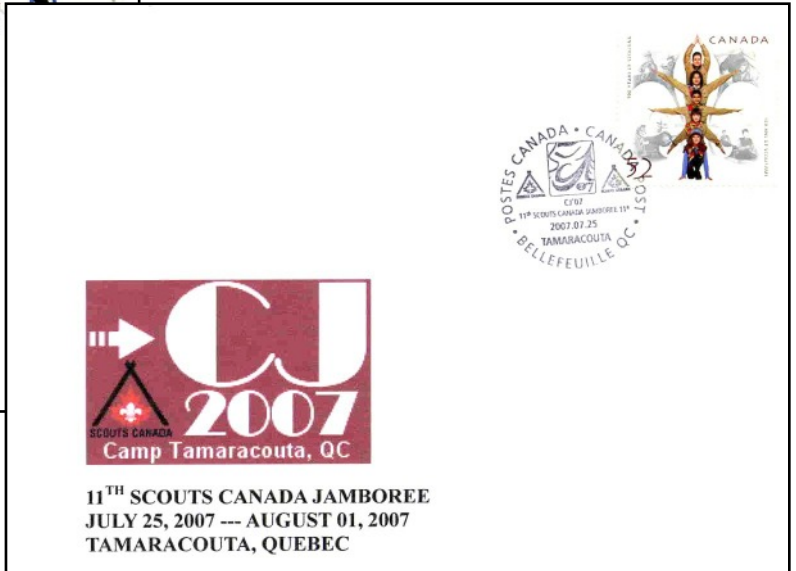 CANADA
52
POSTES CANADA • CANADA POST
CJ'07
11e SCOUTS CANADA JAMBOREE 11e
2007.07.25
TAMARACOUTA
• BELLEFEUILLE QC •
CJ
2007
SCOUTS CANADA
Camp Tamaracouta, QC
11TH SCOUTS CANADA JAMBOREE
JULY 25, 2007 --- AUGUST 01, 2007
TAMARACOUTA, QUEBEC